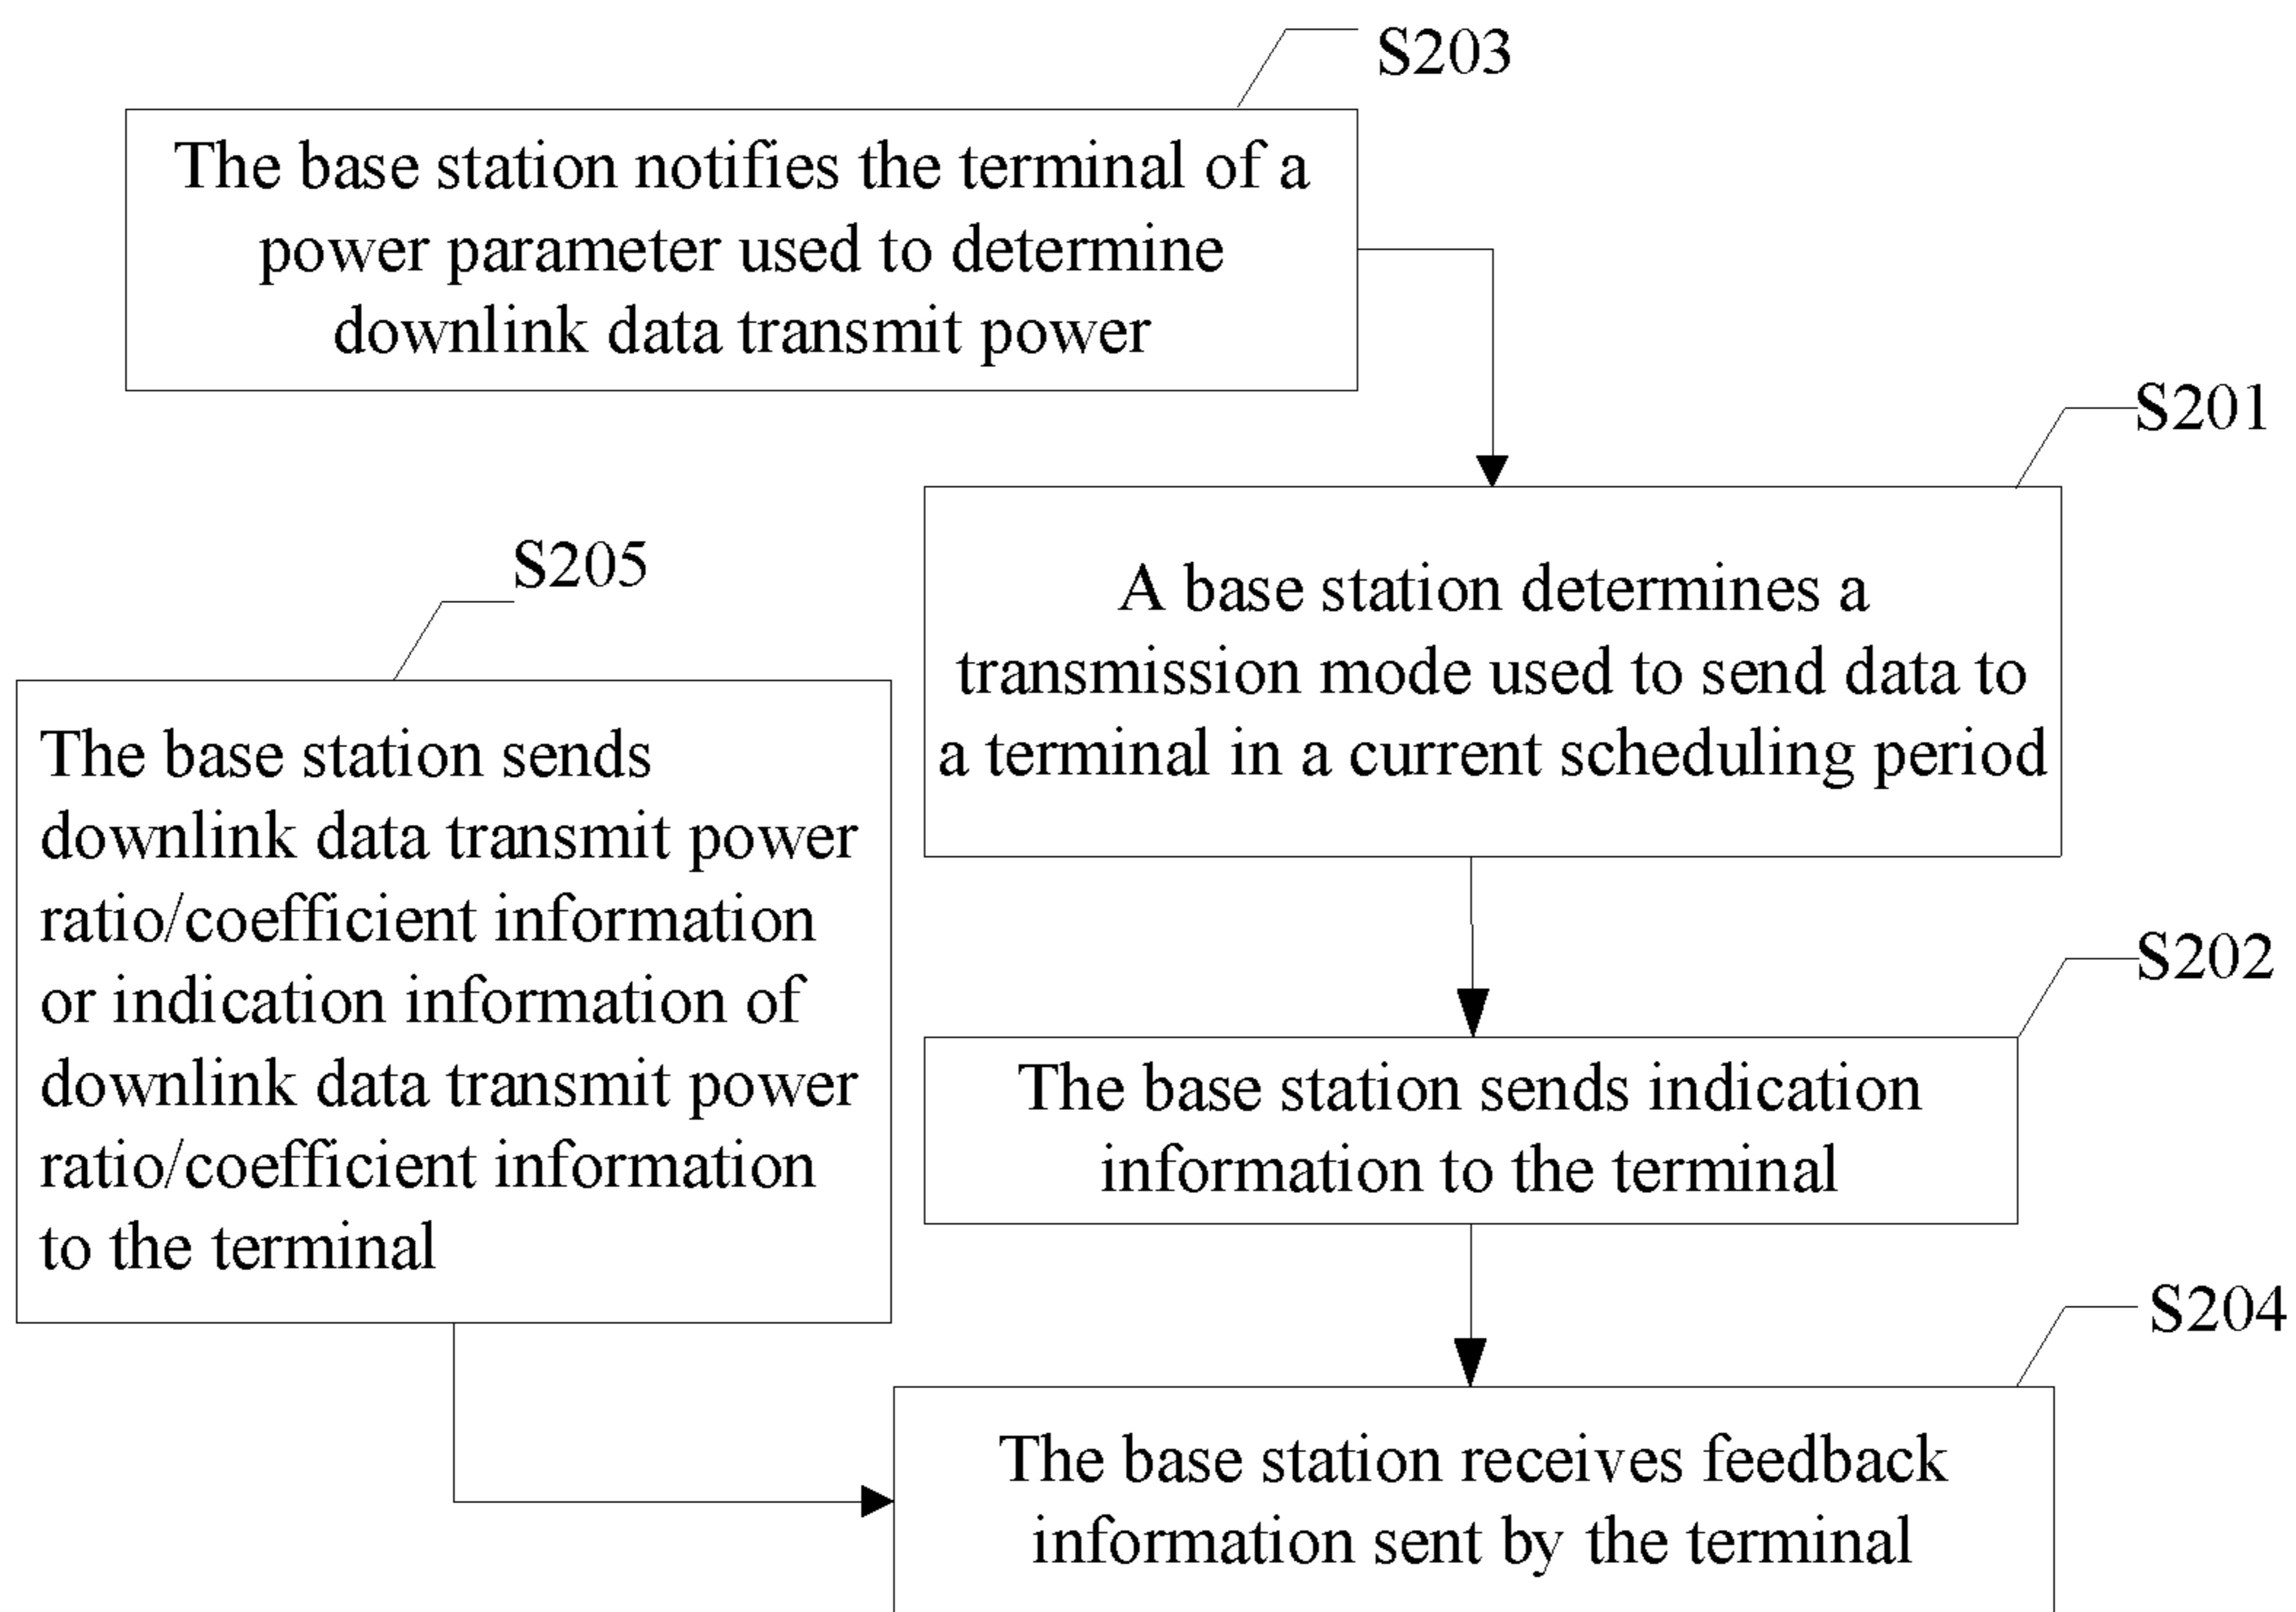 S203
The base station notifies the terminal of a
power parameter used to determine
downlink data transmit power
S201
A base station determines a
transmission mode used to send data to
a terminal in a current scheduling period
S205
The base station sends
downlink data transmit power
ratio/coefficient information
or indication information of
downlink data transmit power
ratio/coefficient information
to the terminal
S202
The base station sends indication
information to the terminal
S204
The base station receives feedback
information sent by the terminal